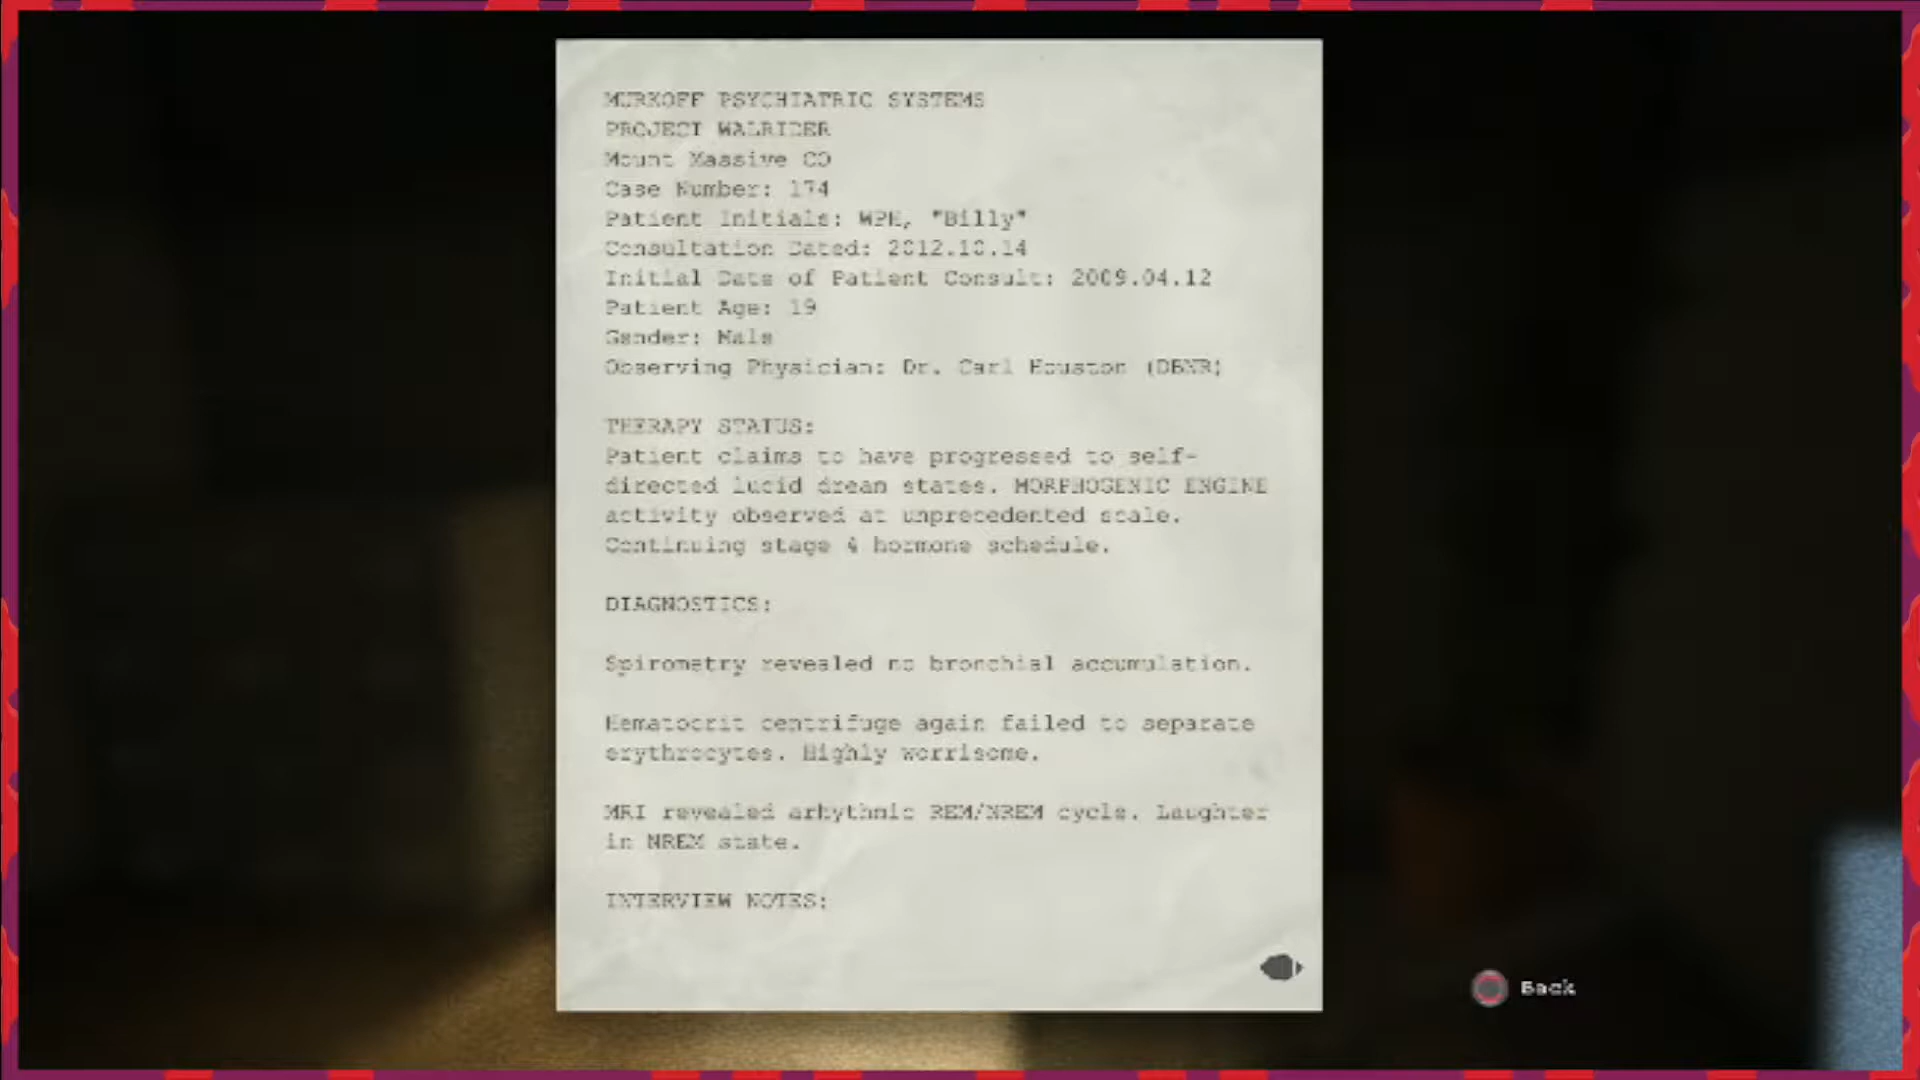 MURKOFF PSYCHIATRIC SYSTEMS
PROJECT WALRIDER
Mount Massive CO
Case Number: 174
Patient Initials: WPH, "Billy"
Consultation Dated: 2012.10.14
Initial Date of Patient Consult: 2009.04.12
Patient Age: 19
Gender: Male
Observing Physician: Dr. Carl Houston (DBNR)
THERAPY STATUS:
Patient claims to have progressed to self-
directed lucid dream states. MORPHOGENIC ENGINE
activity observed at unprecedented scale.
Continuing stage 4 hormone schedule.
DIAGNOSTICS:
Spirometry revealed no bronchial accumulation.
Hematocrit centrifuge again failed to separate
erythrocytes. Highly worrisome.
MRI revealed arhythmic REM/NREM cycle. Laughter
in NREM state.
INTERVIEW NOTES:
Back